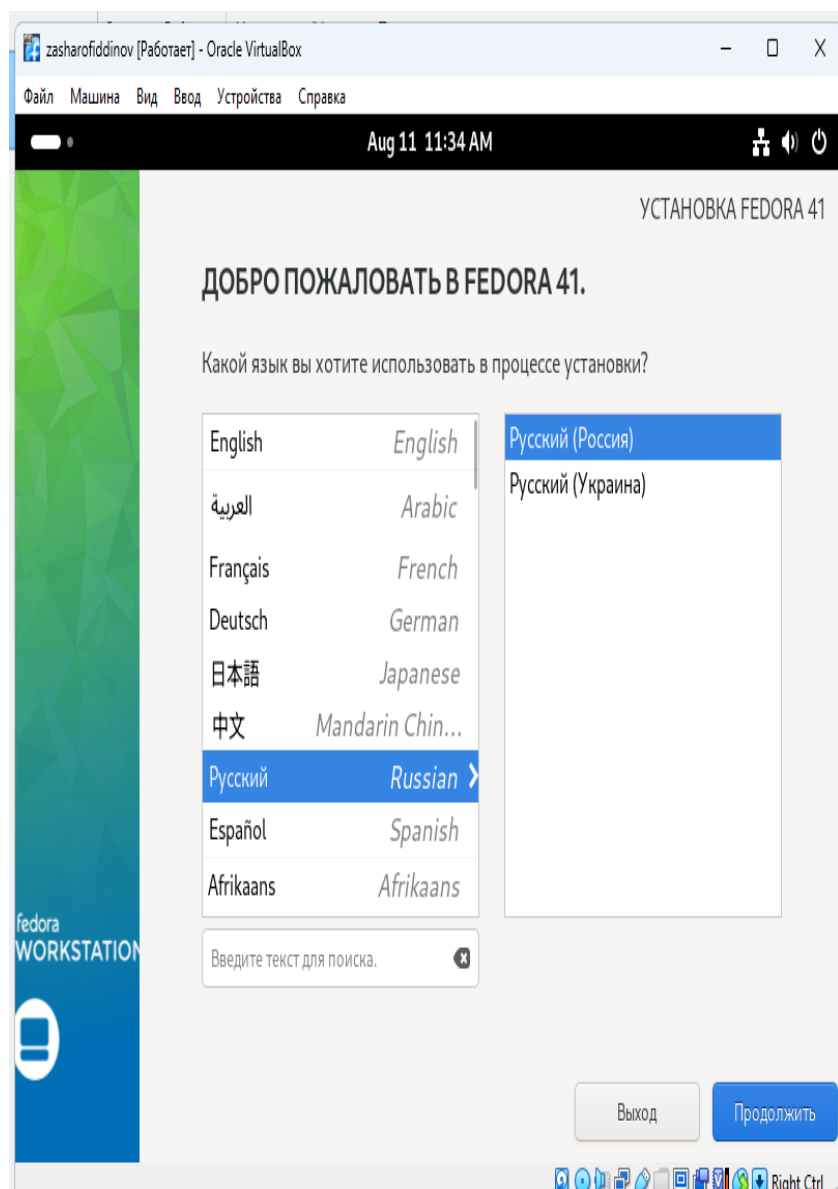 zasharofiddinov [Работает] - Oracle VirtualBox
Файл Машина Вид Ввод Устройства Справка
Aug 11 11:34 AM
УСТАНОВКА FEDORA 41
ДОБРО ПОЖАЛОВАТЬ В FEDORA 41.
Какой язык вы хотите использовать в процессе установки?
English English
العربية Arabic
Français French
Deutsch German
日本語 Japanese
中文 Mandarin Chin...
Русский Russian
Español Spanish
Afrikaans Afrikaans
Русский (Россия)
Русский (Украина)
Введите текст для поиска.
fedora
WORKSTATION
Выход Продолжить
Right Ctrl